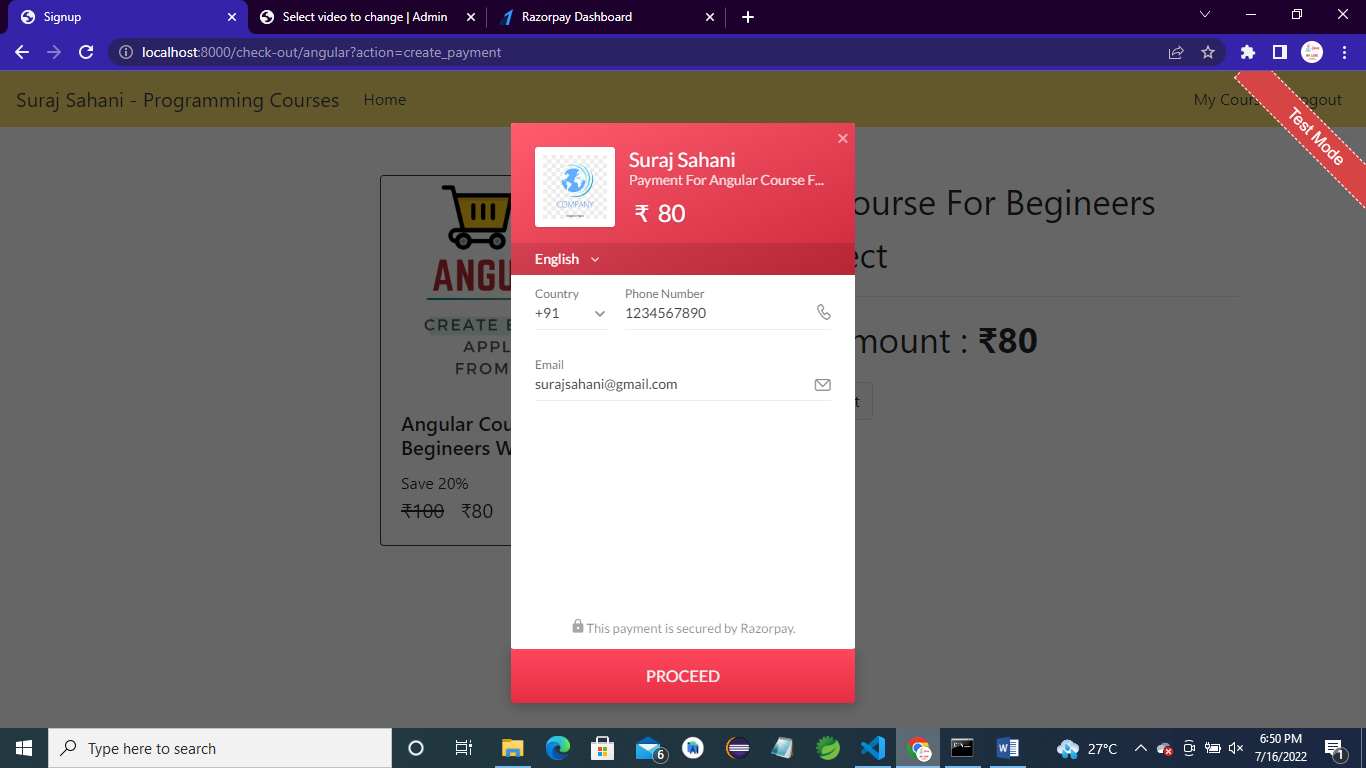 Signup
Select video to change | Admin
Razorpay Dashboard
localhost:8000/check-out/angular?action=create_payment
Suraj Sahani - Programming Courses
Home
My Cour
ogout
Test Mode
Suraj Sahani
Payment For Angular Course F...
₹ 80
English
Country
+91
Phone Number
1234567890
Email
surajsahani@gmail.com
This payment is secured by Razorpay.
PROCEED
COMPANY
ANGU
CREATE
APPL
FROM
Angular Cou
Begineers W
Save 20%
₹100 ₹80
ourse For Begineers
ect
mount : ₹80
t
Type here to search
6
27°C
6:50 PM
7/16/2022
1